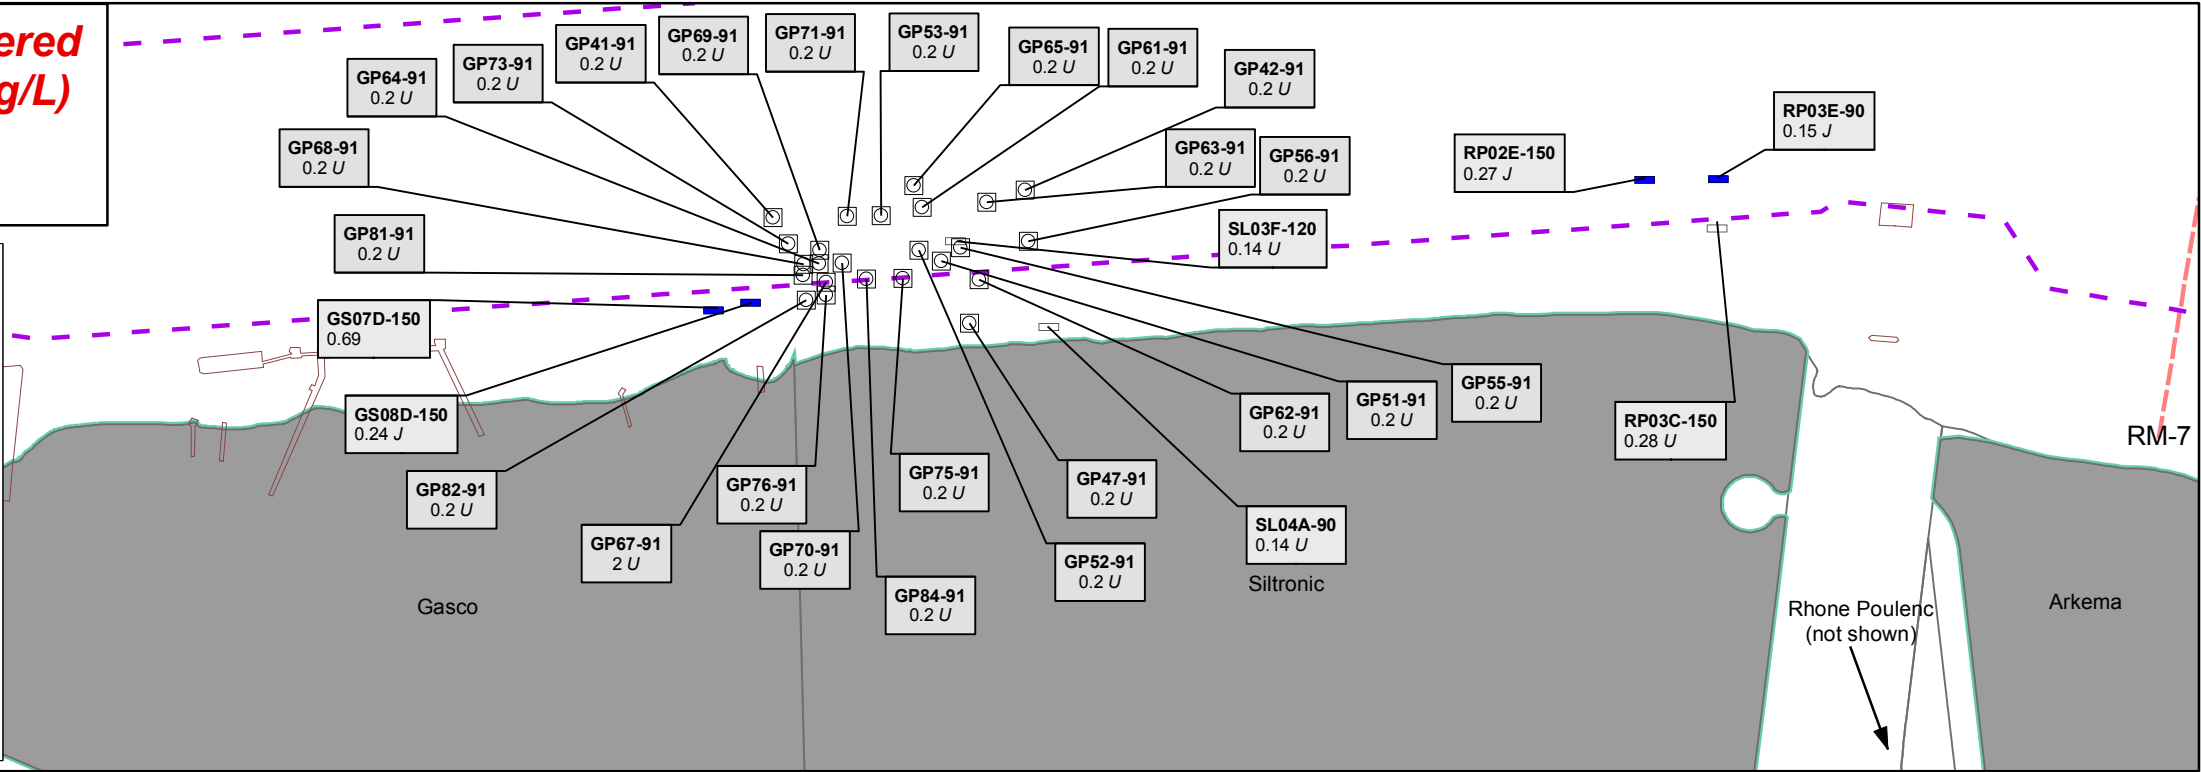 ered
g/L)
GP64-91
0.2 U
GP73-91
0.2 U
GP41-91
0.2 U
GP69-91
0.2 U
GP71-91
0.2 U
GP53-91
0.2 U
GP65-91
0.2 U
GP61-91
0.2 U
GP42-91
0.2 U
RP03E-90
0.15 J
GP68-91
0.2 U
GP63-91
0.2 U
GP56-91
0.2 U
RP02E-150
0.27 J
GP81-91
0.2 U
SL03F-120
0.14 U
GS07D-150
0.69
GS08D-150
0.24 J
GP62-91
0.2 U
GP51-91
0.2 U
GP55-91
0.2 U
RP03C-150
0.28 U
RM-7
GP82-91
0.2 U
GP76-91
0.2 U
GP75-91
0.2 U
GP47-91
0.2 U
GP67-91
2 U
GP70-91
0.2 U
GP84-91
0.2 U
GP52-91
0.2 U
SL04A-90
0.14 U
Gasco
Siltronic
Rhone Poulenc
(not shown)
Arkema